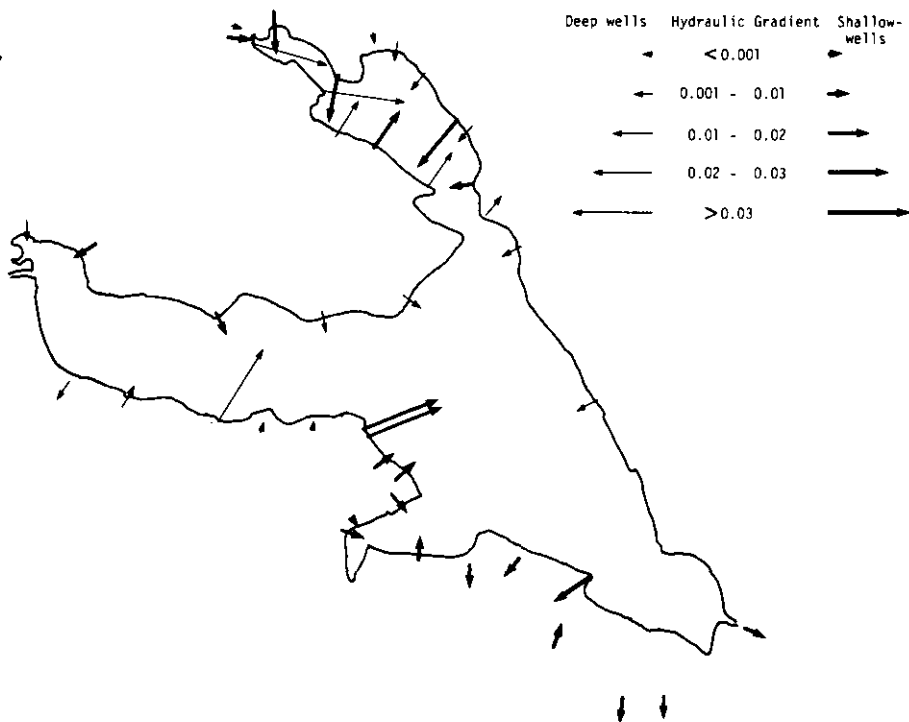 Deep wells Hydraulic Gradient Shallow-
wells
<0.001
0.001 - 0.01
0.01 - 0.02
0.02 - 0.03
>0.03